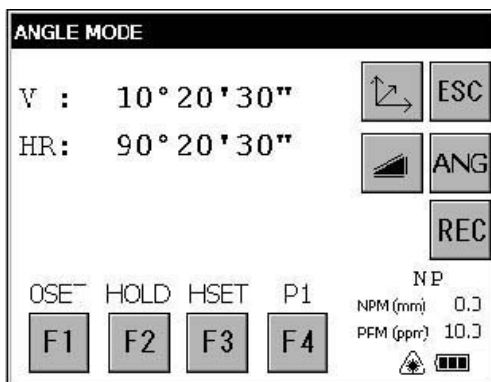 ANGLE MODE
V : 10°20'30"
ESC
HR: 90°20'30"
ANG
REC
0SET HOLD HSET P1
F1 F2 F3 F4
NP
NPM (mm) 0.0
PFM (ppm) 10.0